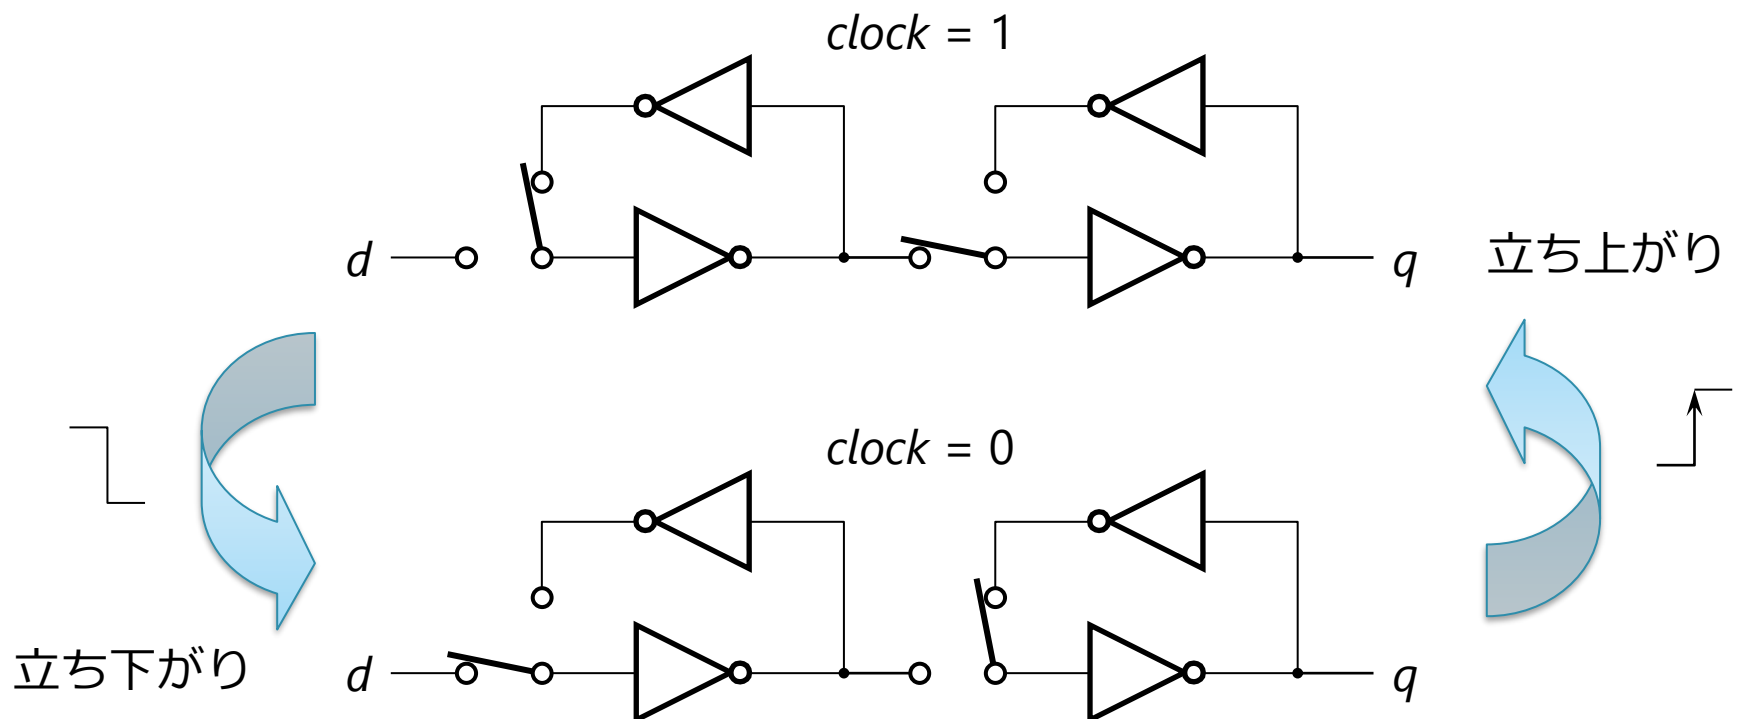 clock = 1
d
q
立ち上がり
clock = 0
立ち下がり
d
q